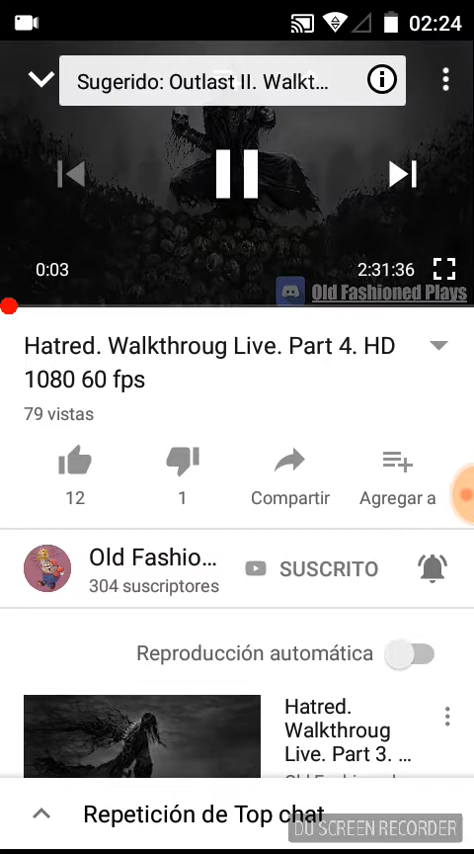 02:24
Sugerido: Outlast II. Walkt...
0:03
2:31:36
Old Fashioned Plays
Hatred. Walkthroug Live. Part 4. HD
1080 60 fps
79 vistas
12
1
Compartir
Agregar a
Old Fashio...
SUSCRITO
304 suscriptores
Reproducción automática
Hatred.
Walkthroug
Live. Part 3. ...
Repetición de Top chat
DU SCREEN RECORDER